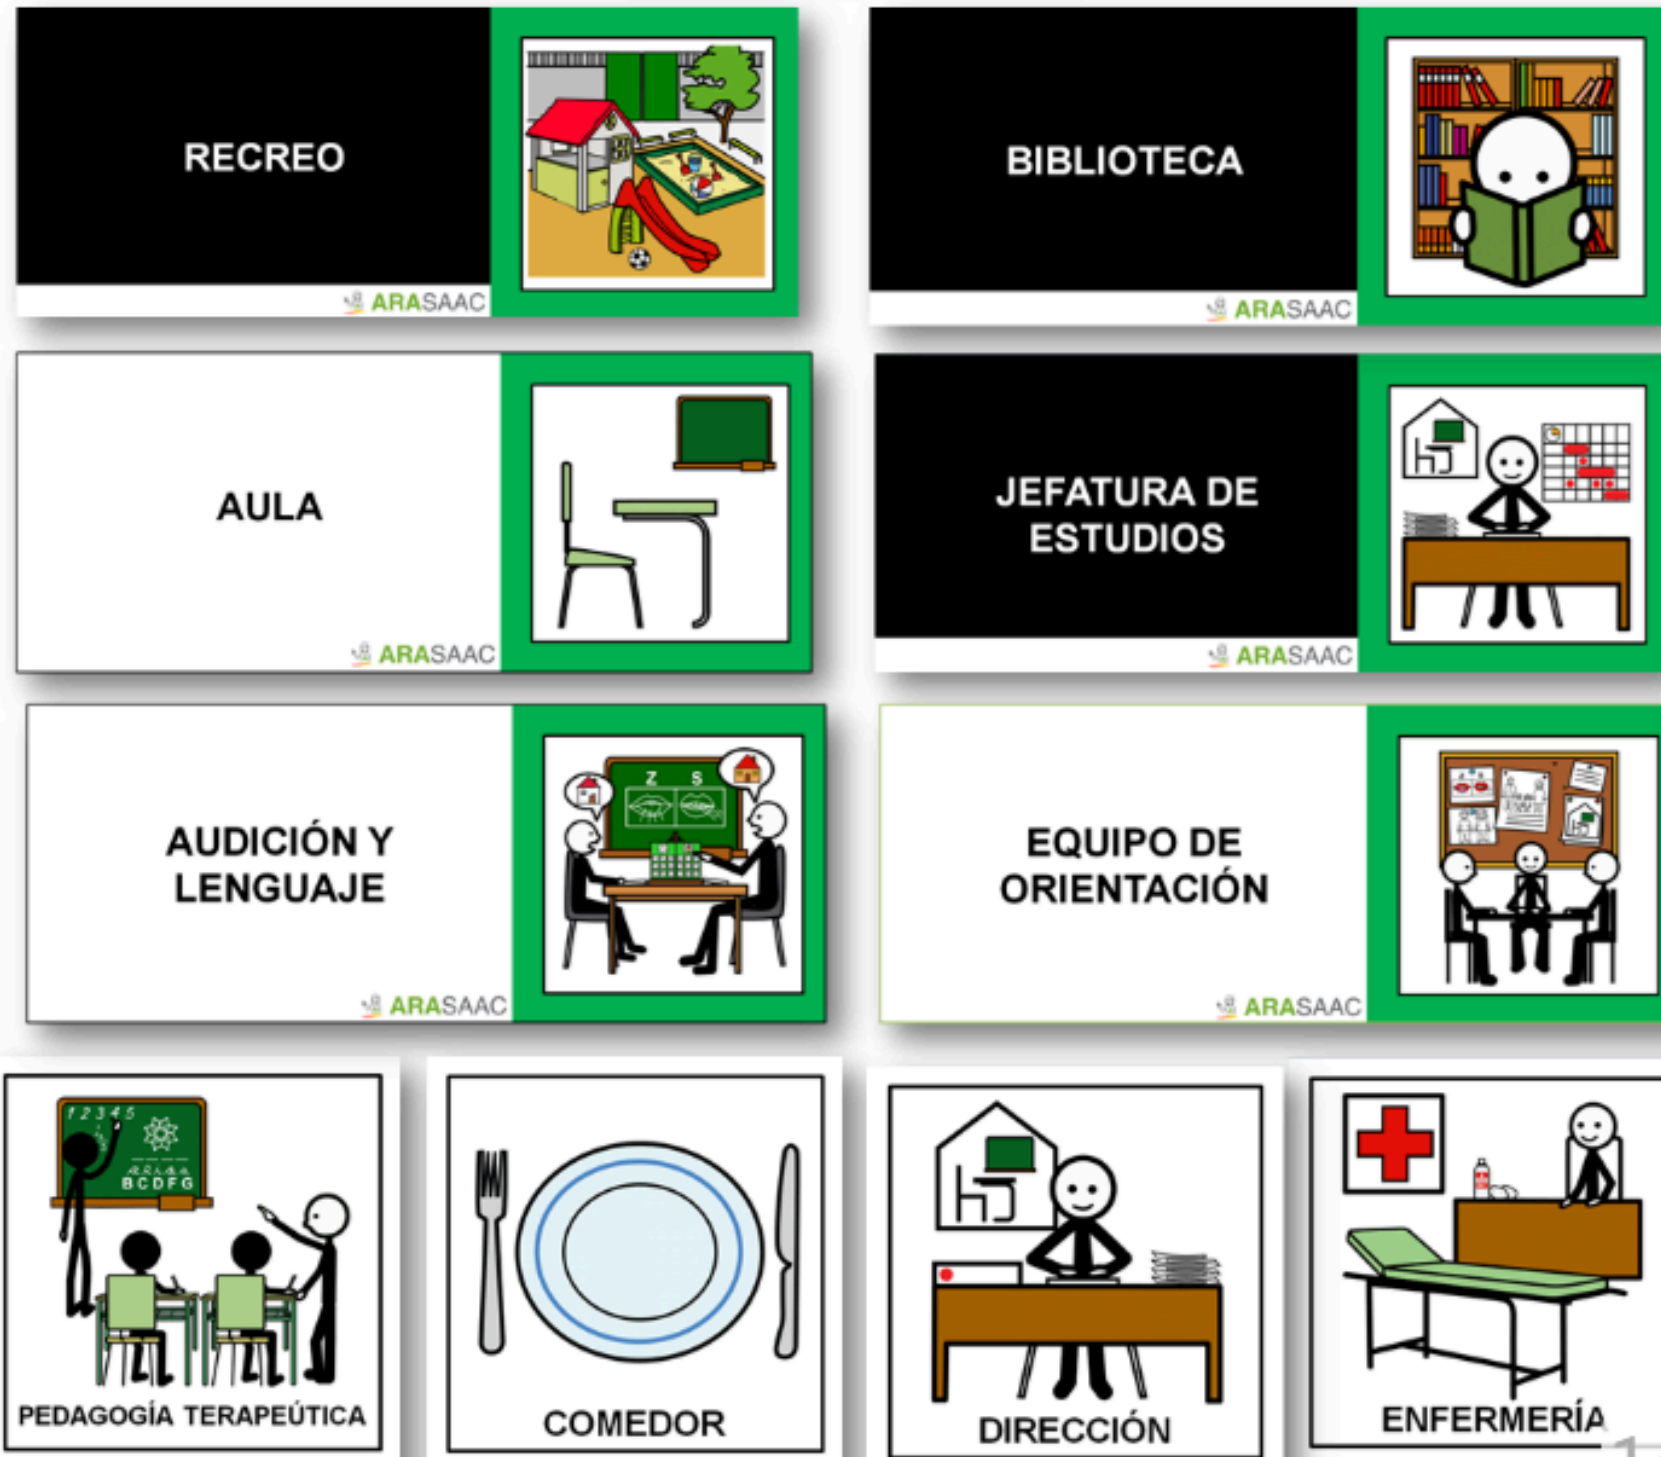 RECREO
ARASAAC
BIBLIOTECA
ARASAAC
AULA
ARASAAC
JEFATURA DE
ESTUDIOS
ARASAAC
AUDICIÓN Y
LENGUAJE
Z S
ARASAAC
EQUIPO DE
ORIENTACIÓN
ARASAAC
1 2 3 4 5
BCDFG
PEDAGOGÍA TERAPEÚTICA
COMEDOR
DIRECCIÓN
ENFERMERÍA
1